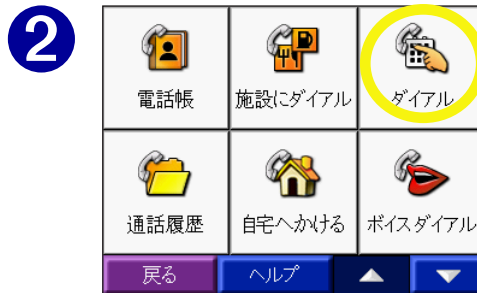 2
電話帳
施設にダイアル
ダイアル
通話履歴
自宅へかける
ボイスダイアル
戻る
ヘルプ